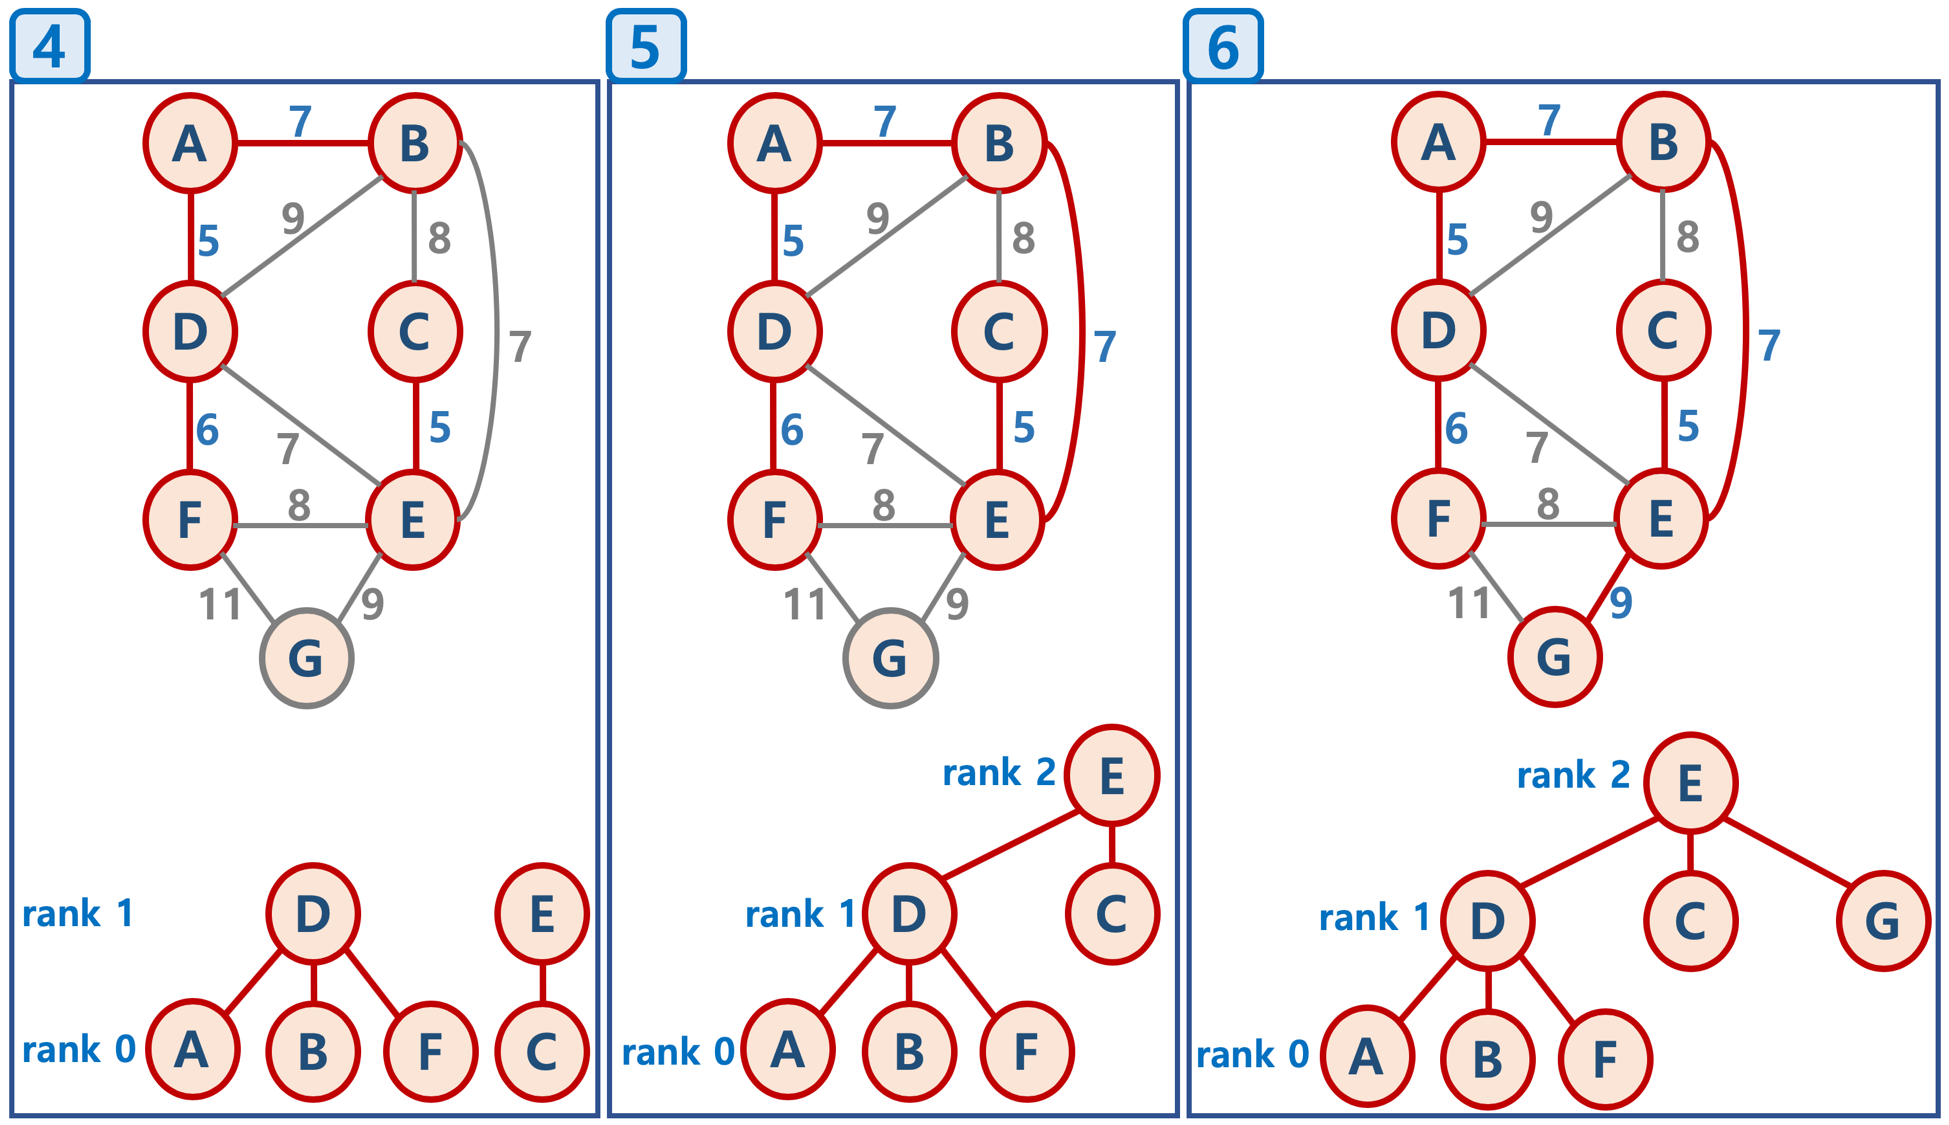 4
A 7 B
9
5 8
D C 7
6 7 5
8
F E
11 9
G
rank 1 D E
rank 0 A B F C
5
A 7 B
9
5 8
D C 7
6 7 5
8
F E
11 9
G
rank 2 E
rank 1 D C
rank 0 A B F
6
A 7 B
9
5 8
D C 7
6 7 5
8
F E
11 9
G
rank 2 E
rank 1 D C G
rank 0 A B F